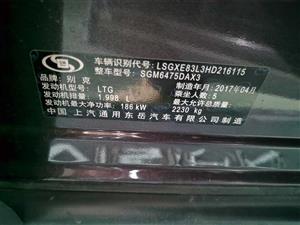 车辆识别代号: LSGXE83L3HD216115
整车型号: SGM6475DAX3
品牌: 别克 制造年月: 2017年04月
发动机型号: LTG 乘坐人数: 5
发动机排量: 1.998 L 最大允许总质量:
发动机最大净功率: 186 kW 2230 kg
中国 上汽通用东岳汽车有限公司制造